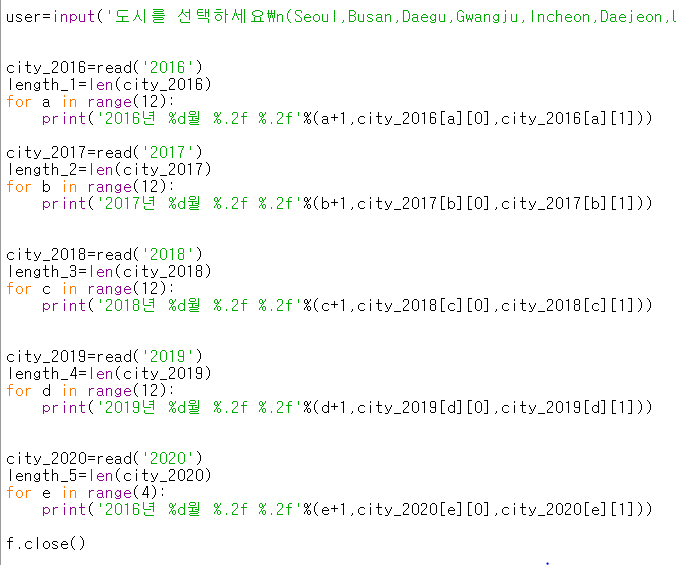 user=input('도시를 선택하세요₩n(Seoul,Busan,Daegu,Gwangju,Incheon,Daejeon,
city_2016=read('2016')
length_1=len(city_2016)
for a in range(12):
    print('2016년 %d월 %.2f %.2f'%(a+1,city_2016[a][0],city_2016[a][1]))
city_2017=read('2017')
length_2=len(city_2017)
for b in range(12):
    print('2017년 %d월 %.2f %.2f'%(b+1,city_2017[b][0],city_2017[b][1]))
city_2018=read('2018')
length_3=len(city_2018)
for c in range(12):
    print('2018년 %d월 %.2f %.2f'%(c+1,city_2018[c][0],city_2018[c][1]))
city_2019=read('2019')
length_4=len(city_2019)
for d in range(12):
    print('2019년 %d월 %.2f %.2f'%(d+1,city_2019[d][0],city_2019[d][1]))
city_2020=read('2020')
length_5=len(city_2020)
for e in range(4):
    print('2016년 %d월 %.2f %.2f'%(e+1,city_2020[e][0],city_2020[e][1]))
f.close()